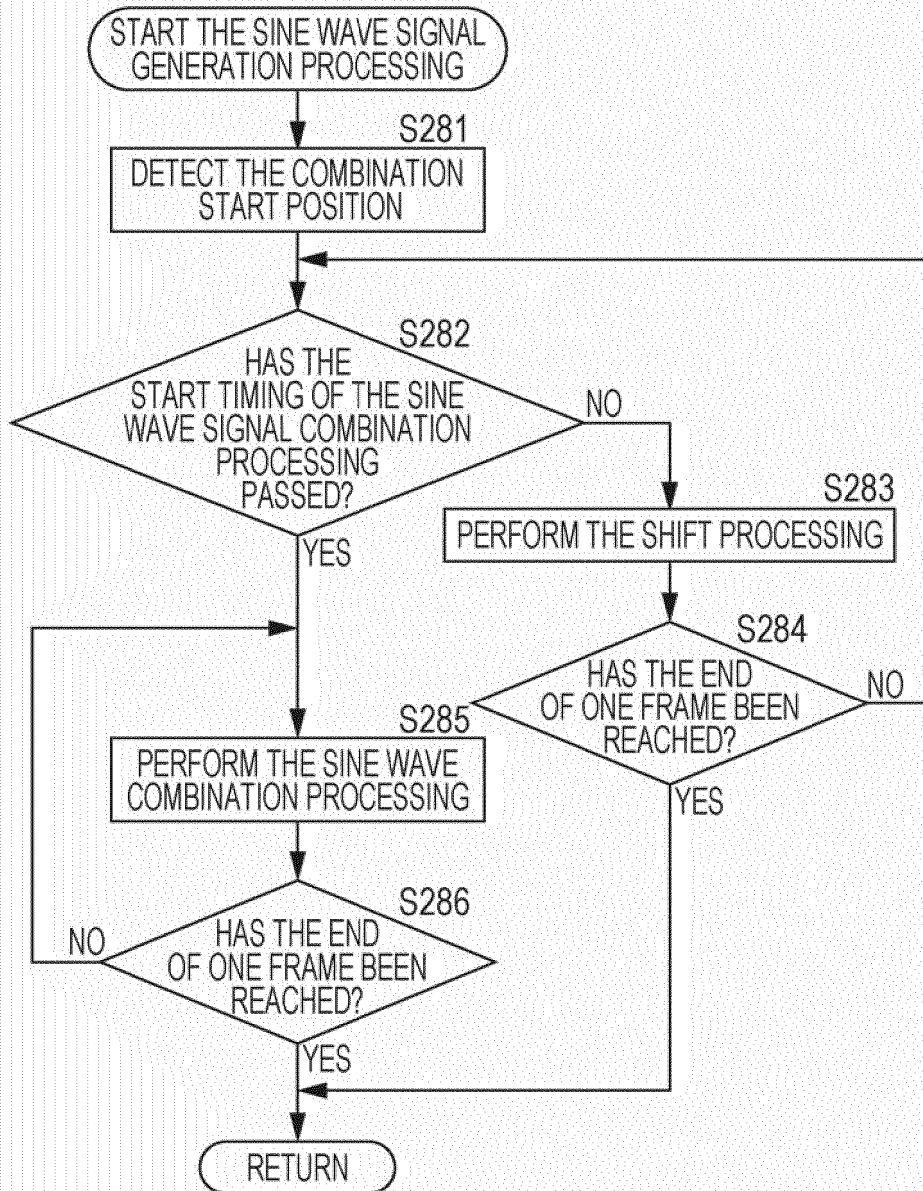 START THE SINE WAVE SIGNAL
GENERATION PROCESSING
S281
DETECT THE COMBINATION
START POSITION
S282
HAS THE
START TIMING OF THE SINE
WAVE SIGNAL COMBINATION
PROCESSING
PASSED?
NO
YES
S283
PERFORM THE SHIFT PROCESSING
S284
HAS THE END
OF ONE FRAME BEEN
REACHED?
NO
YES
S285
PERFORM THE SINE WAVE
COMBINATION PROCESSING
S286
HAS THE END
OF ONE FRAME BEEN
REACHED?
NO
YES
RETURN